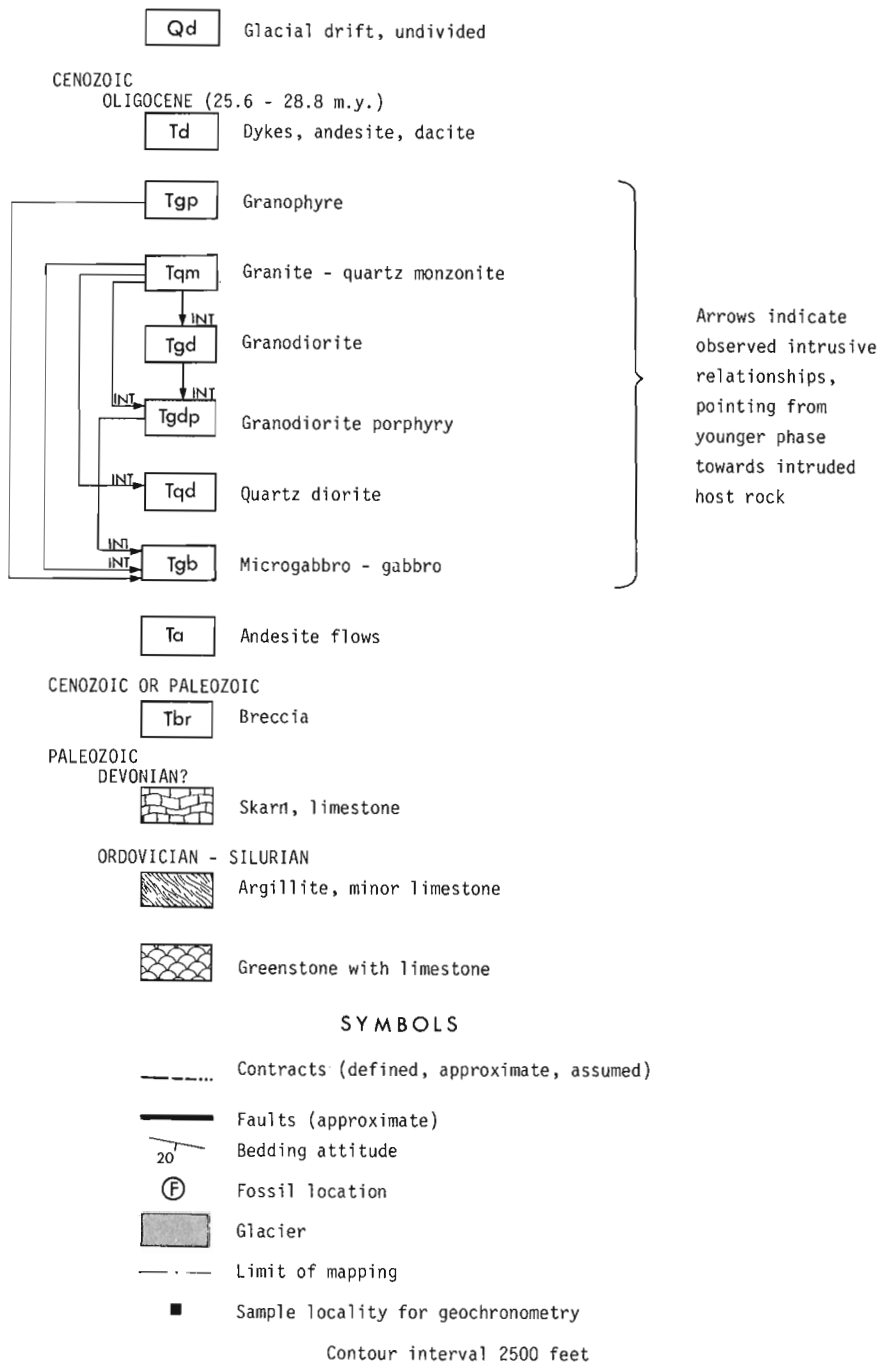 Qd Glacial drift, undivided
CENOZOIC
OLIGOCENE (25.6 - 28.8 m.y.)
Td Dykes, andesite, dacite
Tgp Granophyre
Tqm Granite - quartz monzonite
INT
Tgd Granodiorite
INT
INT
Tgdp Granodiorite porphyry
INT
Tqd Quartz diorite
INT
INT
Tgb Microgabbro - gabbro
Arrows indicate
observed intrusive
relationships,
pointing from
younger phase
towards intruded
host rock
Ta Andesite flows
CENOZOIC OR PALEOZOIC
Tbr Breccia
PALEOZOIC
DEVONIAN?
Skarn, limestone
ORDOVICIAN - SILURIAN
Argillite, minor limestone
Greenstone with limestone
SYMBOLS
Contracts (defined, approximate, assumed)
Faults (approximate)
20 Bedding attitude
F Fossil location
Glacier
Limit of mapping
Sample locality for geochronometry
Contour interval 2500 feet